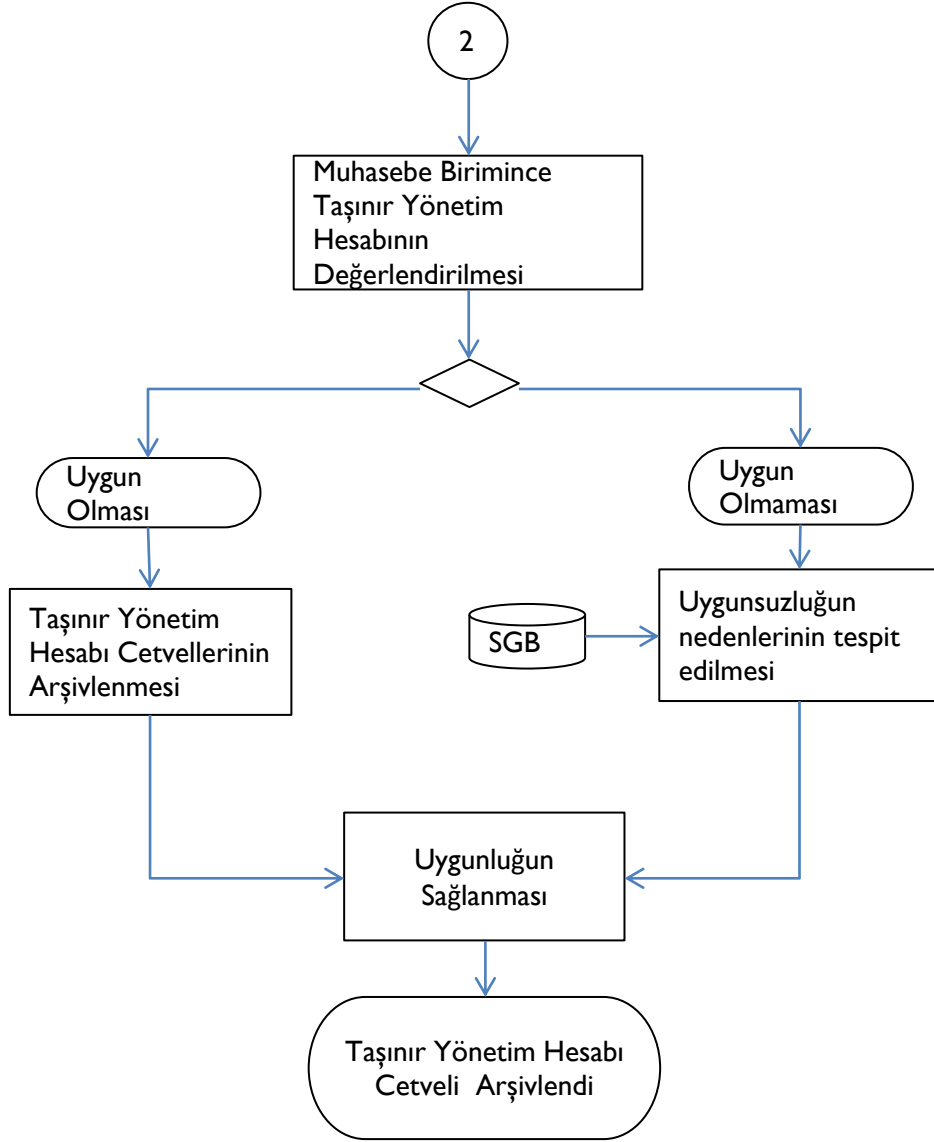 2
Muhasebe Birimince
Taşınır Yönetim
Hesabının
Değerlendirilmesi
Uygun
Olması
Uygun
Olmaması
Taşınır Yönetim
Hesabı Cetvellerinin
Arşivlenmesi
SGB
Uygunsuzluğun
nedenlerinin tespit
edilmesi
Uygunluğun
Sağlanması
Taşınır Yönetim Hesabı
Cetveli Arşivlendi